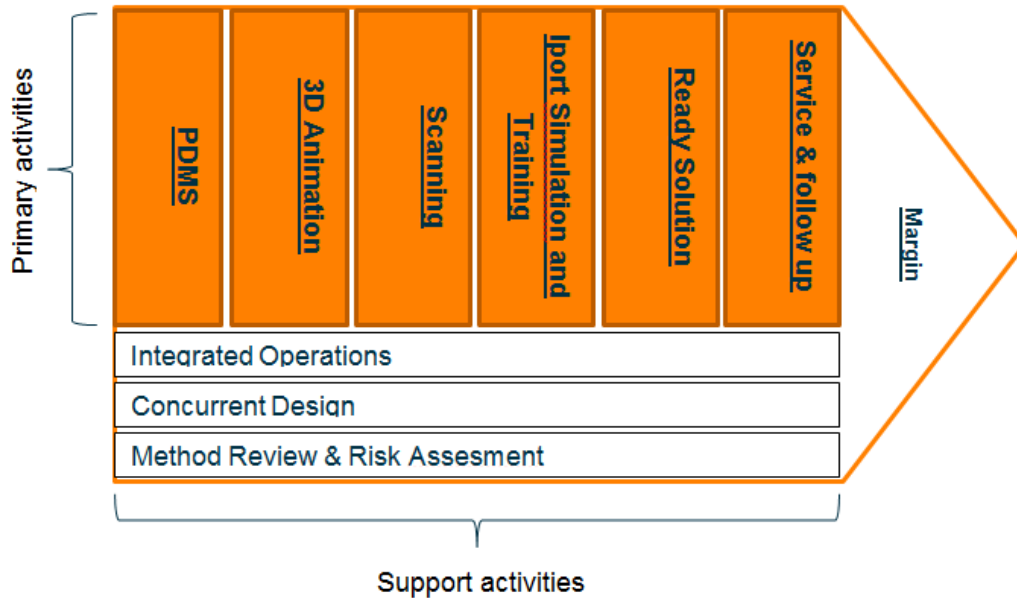 Primary activities
PDMS
3D Animation
Scanning
Iport Simulation and
Training
Ready Solution
Service & follow up
Margin
Integrated Operations
Concurrent Design
Method Review & Risk Assesment
Support activities